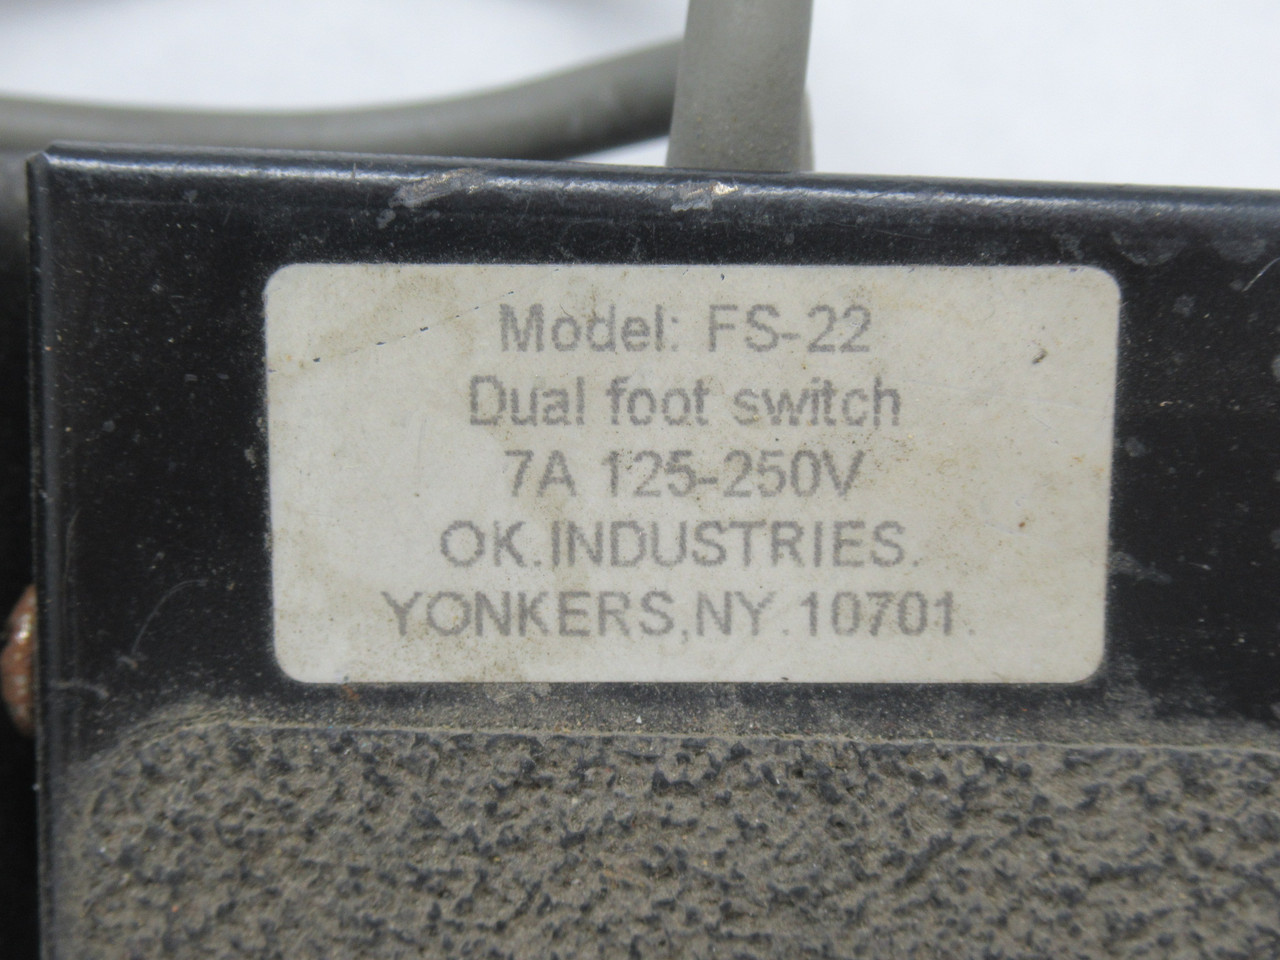 Model: FS-22
Dual foot switch
7A 125-250V
OK.INDUSTRIES.
YONKERS,NY.10701.